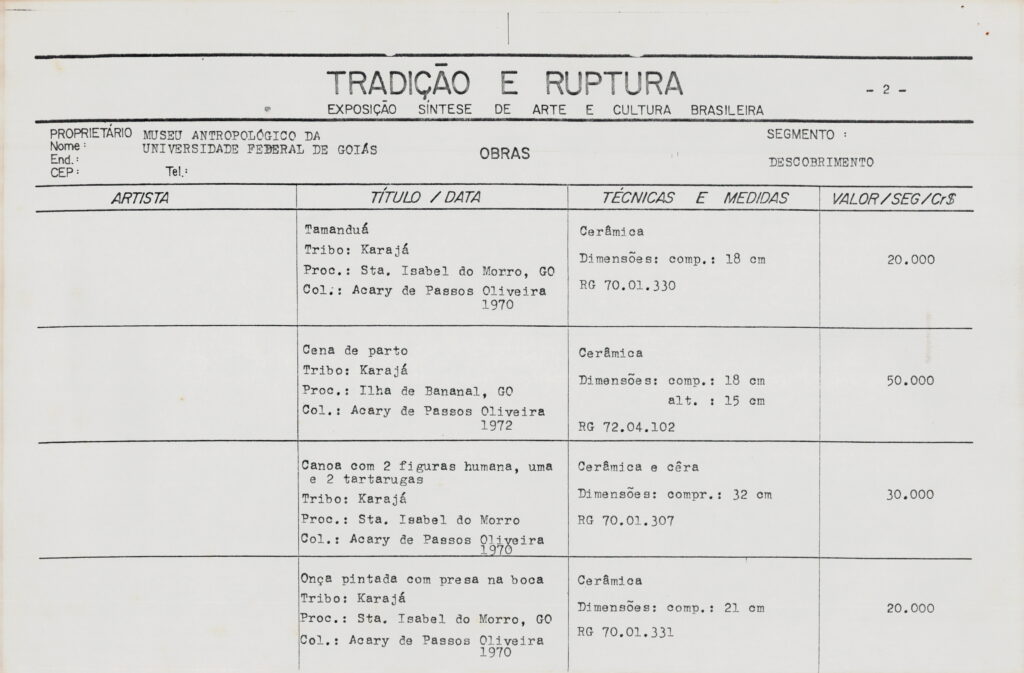 TRADIÇÃO E RUPTURA
- 2 -
EXPOSIÇÃO SÍNTESE DE ARTE E CULTURA BRASILEIRA
PROPRIETÁRIO MUSEU ANTROPOLÓGICO DA
Nome: UNIVERSIDADE FEDERAL DE GOIÁS
End.:
CEP: Tel.:
OBRAS
SEGMENTO :
DESCOBRIMENTO
ARTISTA TÍTULO / DATA TÉCNICAS E MEDIDAS VALOR/SEG/Cr$
Tamanduá
Tribo: Karajá
Proc.: Sta. Isabel do Morro, GO
Col.: Acary de Passos Oliveira
1970
Cerâmica
Dimensões: comp.: 18 cm
RG 70.01.330
20.000
Cena de parto
Tribo: Karajá
Proc.: Ilha de Bananal, GO
Col.: Acary de Passos Oliveira
1972
Cerâmica
Dimensões: comp.: 18 cm
alt. : 15 cm
RG 72.04.102
50.000
Canoa com 2 figuras humana, uma
e 2 tartarugas
Tribo: Karajá
Proc.: Sta. Isabel do Morro
Col.: Acary de Passos Oliveira
1970
Cerâmica e cêra
Dimensões: compr.: 32 cm
RG 70.01.307
30.000
Onça pintada com presa na boca
Tribo: Karajá
Proc.: Sta. Isabel do Morro, GO
Col.: Acary de Passos Oliveira
1970
Cerâmica
Dimensões: comp.: 21 cm
RG 70.01.331
20.000